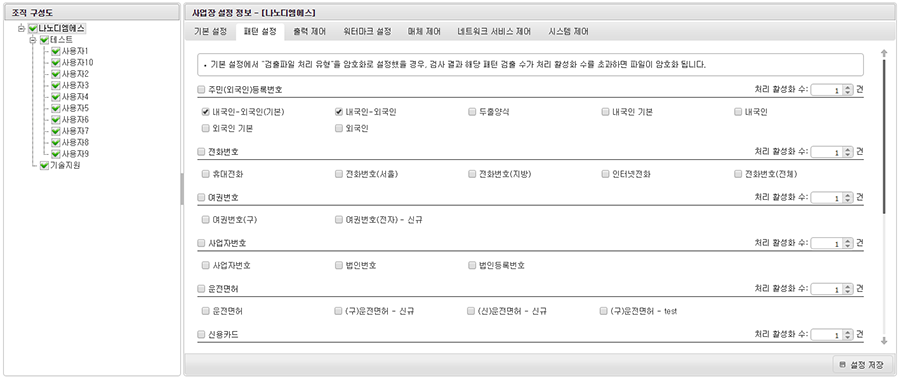 조직 구성도
나노디엠에스
테스트
사용자1
사용자10
사용자2
사용자3
사용자4
사용자5
사용자6
사용자7
사용자8
사용자9
기술지원
사업장 설정 정보 - [나노디엠에스]
기본 설정 패턴 설정 출력 제어 워터마크 설정 매체 제어 네트워크 서비스 제어 시스템 제어
• 기본 설정에서 "검출파일 처리 유형"을 암호화로 설정했을 경우, 검사 결과 해당 패턴 검출 수가 처리 활성화 수를 초과하면 파일이 암호화 됩니다.
주민(외국인)등록번호 처리 활성화 수: 1 건
내국인-외국인(기본) 내국인-외국인 두줄양식 내국인 기본 내국인
외국인 기본 외국인
전화번호 처리 활성화 수: 1 건
휴대전화 전화번호(서울) 전화번호(지방) 인터넷전화 전화번호(전체)
여권번호 처리 활성화 수: 1 건
여권번호(구) 여권번호(전자) - 신규
사업자번호 처리 활성화 수: 1 건
사업자번호 법인번호 법인등록번호
운전면허 처리 활성화 수: 1 건
운전면허 (구)운전면허 - 신규 (신)운전면허 - 신규 (구)운전면허 - test
신용카드 처리 활성화 수: 1 건
설정 저장